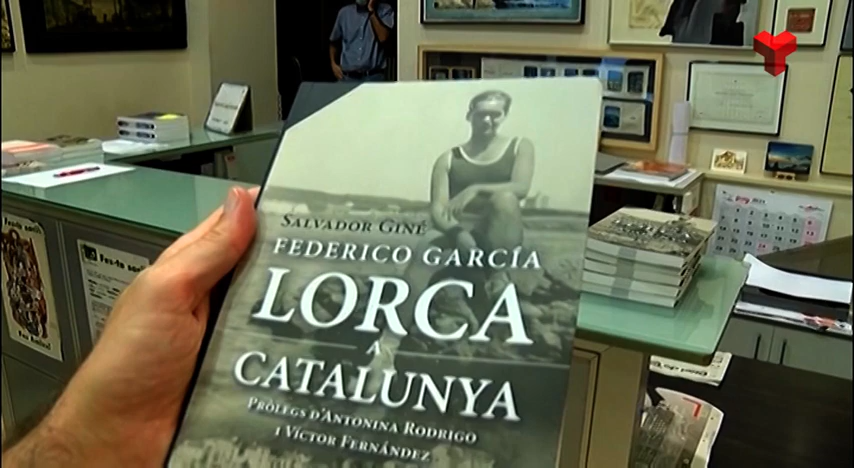 SALVADOR GINÉ
FEDERICO GARCÍA
LORCA
A
CATALUNYA
PRÒLEGS D'ANTONINA RODRIGO
I VÍCTOR FERNÁNDEZ